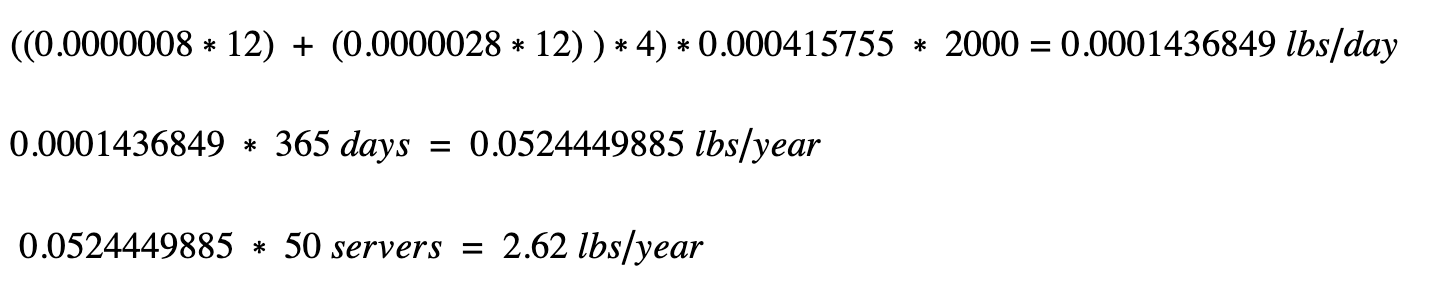 ((0.0000008 * 12) + (0.0000028 * 12) ) * 4) * 0.000415755 * 2000 = 0.0001436849 lbs/day
0.0001436849 * 365 days = 0.0524449885 lbs/year
0.0524449885 * 50 servers = 2.62 lbs/year